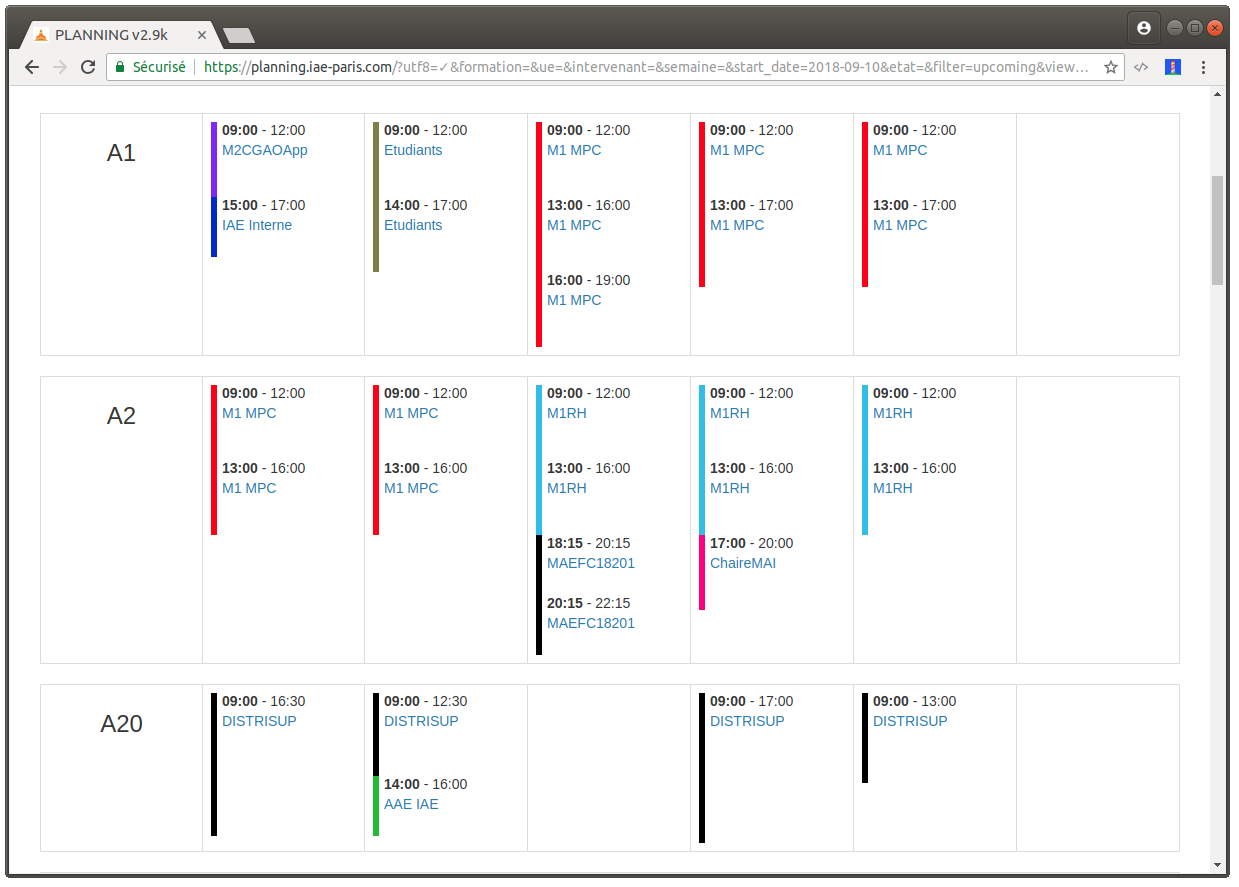 PLANNING v2.9k
Sécurisé https://planning.iae-paris.com/?utf8=✓&formation=&ue=&intervenant=&semaine=&start_date=2018-09-10&etat=&filter=upcoming&view…
A1
09:00 - 12:00
M2CGAOApp
15:00 - 17:00
IAE Interne
09:00 - 12:00
Etudiants
14:00 - 17:00
Etudiants
09:00 - 12:00
M1 MPC
13:00 - 16:00
M1 MPC
16:00 - 19:00
M1 MPC
09:00 - 12:00
M1 MPC
13:00 - 17:00
M1 MPC
09:00 - 12:00
M1 MPC
13:00 - 17:00
M1 MPC
A2
09:00 - 12:00
M1 MPC
13:00 - 16:00
M1 MPC
09:00 - 12:00
M1 MPC
13:00 - 16:00
M1 MPC
09:00 - 12:00
M1RH
13:00 - 16:00
M1RH
18:15 - 20:15
MAEFC18201
20:15 - 22:15
MAEFC18201
09:00 - 12:00
M1RH
13:00 - 16:00
M1RH
17:00 - 20:00
ChaireMAI
09:00 - 12:00
M1RH
13:00 - 16:00
M1RH
A20
09:00 - 16:30
DISTRISUP
09:00 - 12:30
DISTRISUP
14:00 - 16:00
AAE IAE
09:00 - 17:00
DISTRISUP
09:00 - 13:00
DISTRISUP